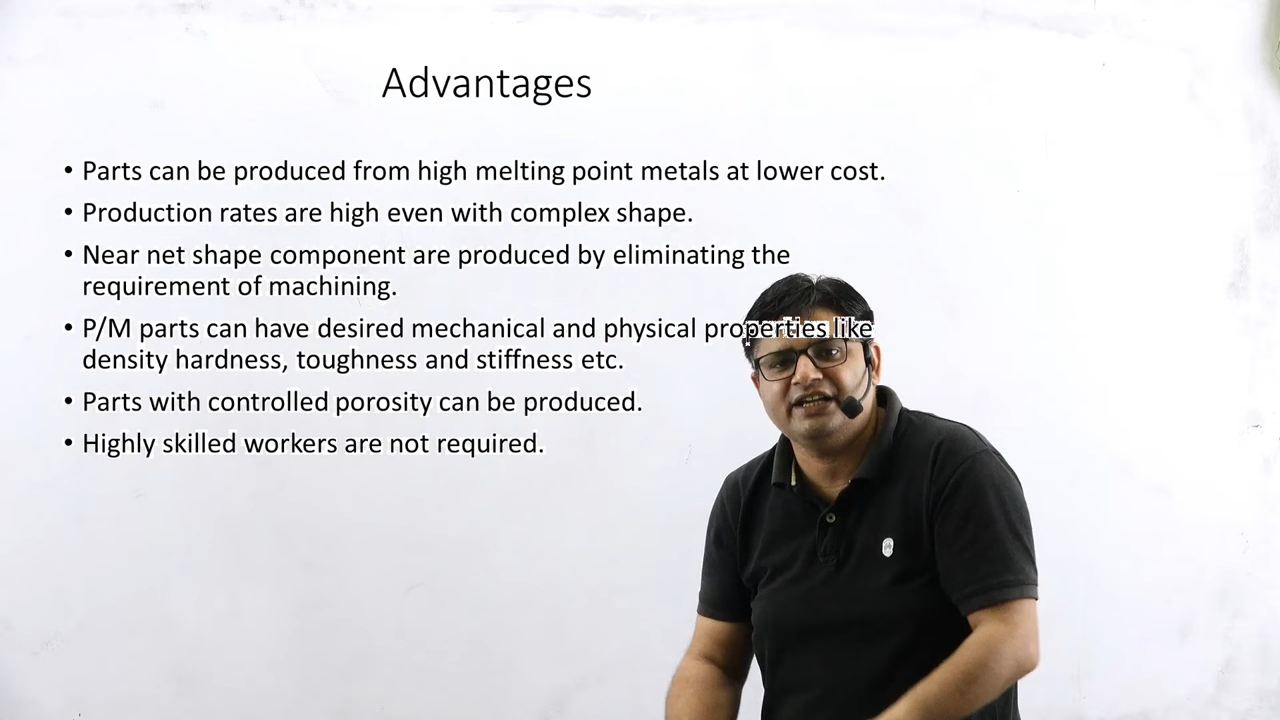 Advantages
• Parts can be produced from high melting point metals at lower cost.
• Production rates are high even with complex shape.
• Near net shape component are produced by eliminating the
requirement of machining.
• P/M parts can have desired mechanical and physical properties like
density hardness, toughness and stiffness etc.
• Parts with controlled porosity can be produced.
• Highly skilled workers are not required.